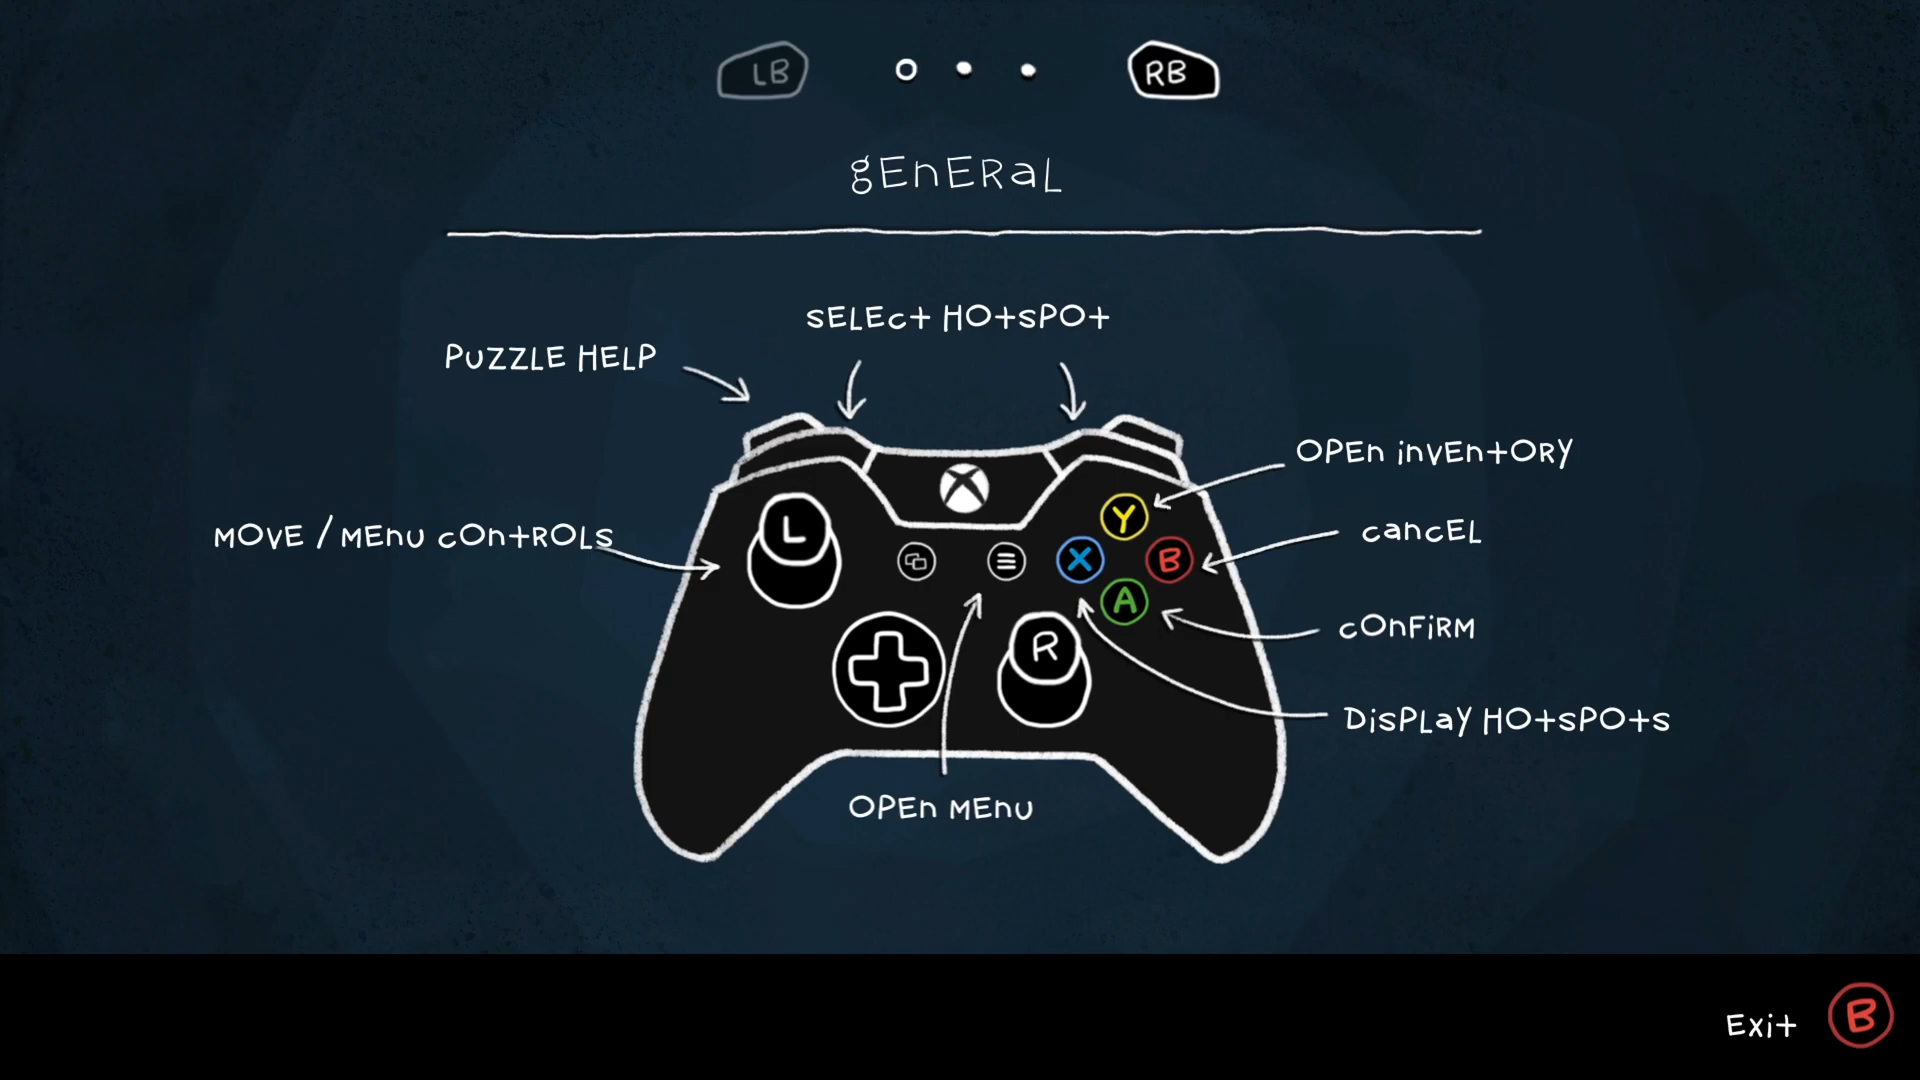 LB RB
gEnERaL
sELEct HOtsPOt
PUZZLE HELP
OPEn invEntORY
MOVE / MEnU cOntROLs
cancEL
L
Y
X
B
A
cOnFiRM
R
DisPLaY HOtsPOts
OPEn MEnU
Exit B